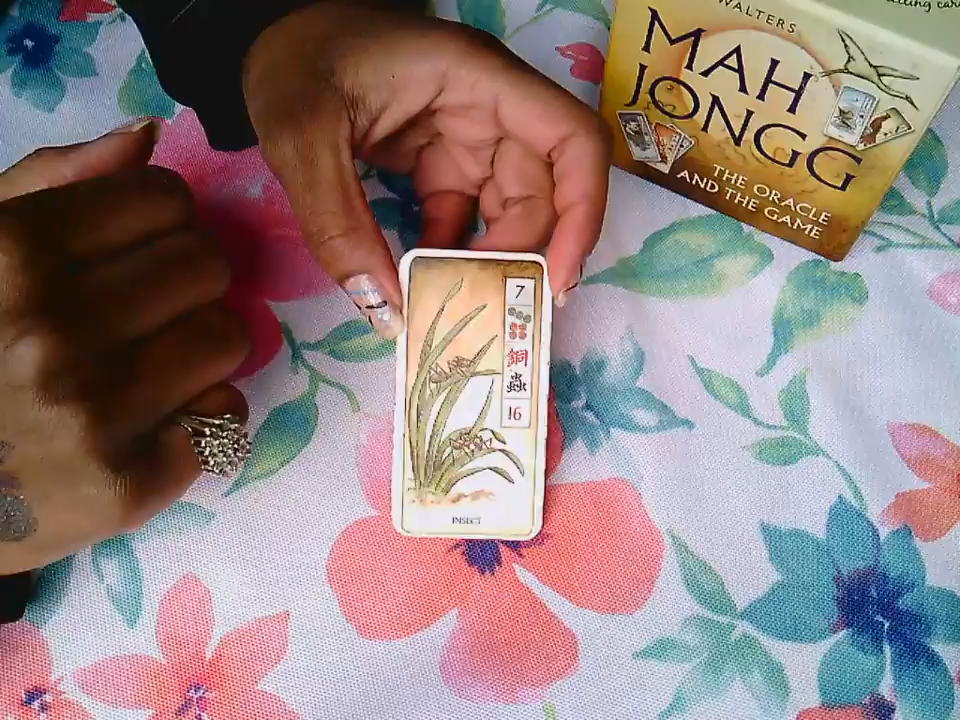 WALTERS
MAH
JONGG
THE ORACLE
AND THE GAME
7
銅
蟲
16
INSECT